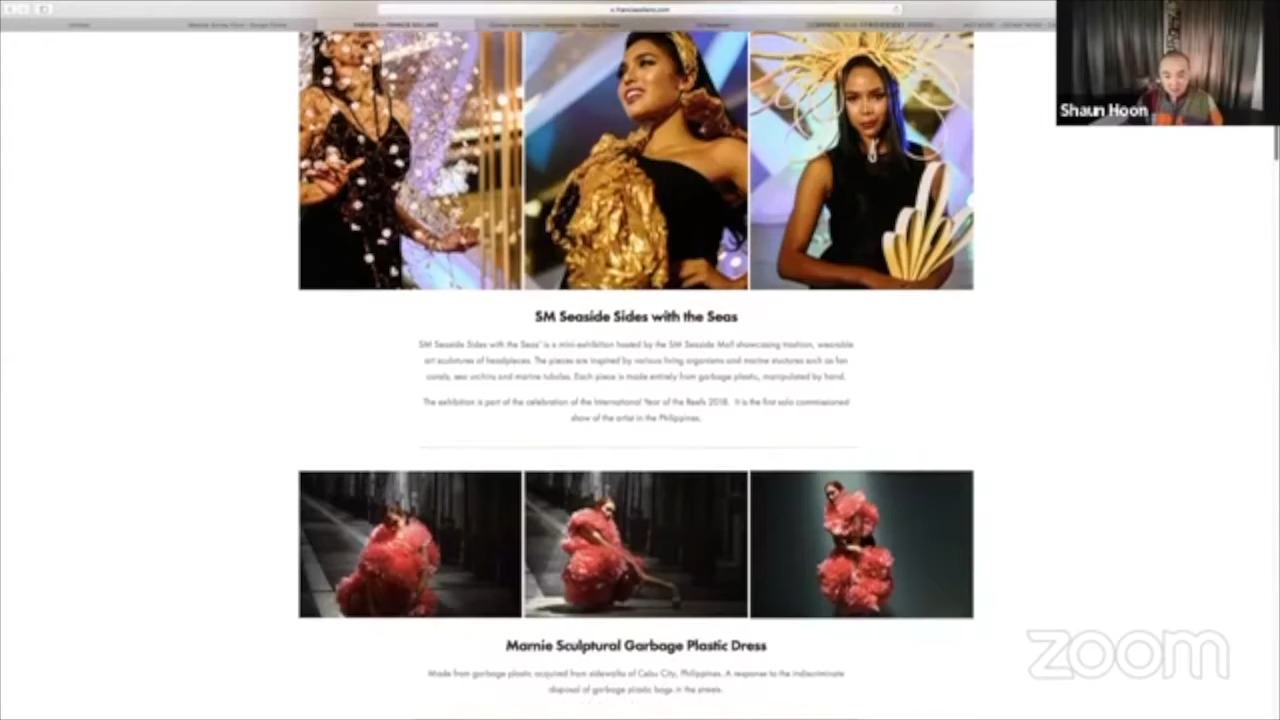 francissollano.com
FASHION — FRANCIS SOLLANO
Shaun Hoon
SM Seaside Sides with the Seas
SM Seaside Sides with the Seas' is a mini-exhibition hosted by the SM Seaside Mall showcasing fashion, wearable
art sculptures of headpieces. The pieces are inspired by various living organisms and marine stuctures such as fan
corals, sea urchins and marine tubules. Each piece is made entirely from garbage plastic, manipulated by hand.
The exhibition is part of the celebration of the International Year of the Reefs 2018. It is the first solo commissioned
show of the artist in the Philippines.
Marnie Sculptural Garbage Plastic Dress
Made from garbage plastic acquired from sidewalks of Cebu City, Philippines. A response to the indiscriminate
disposal of garbage plastic bags in the streets.
zoom